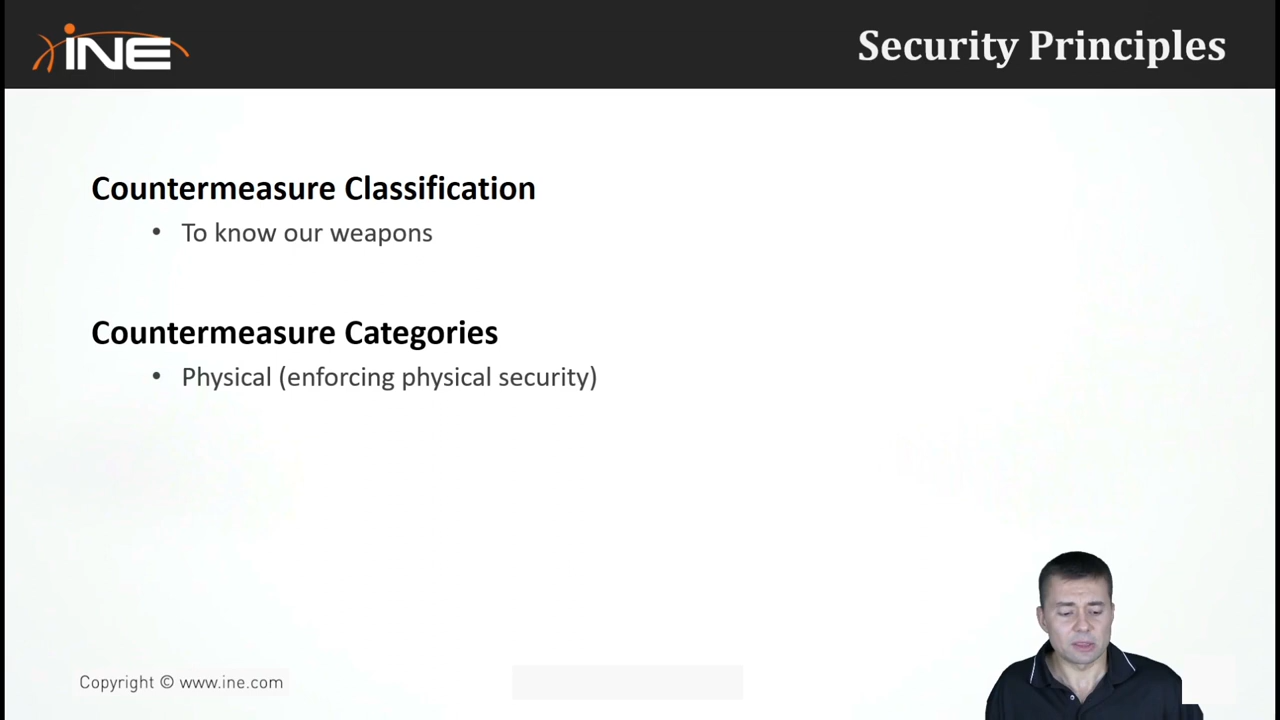 INE
Security Principles
Countermeasure Classification
• To know our weapons
Countermeasure Categories
• Physical (enforcing physical security)
Copyright © www.ine.com